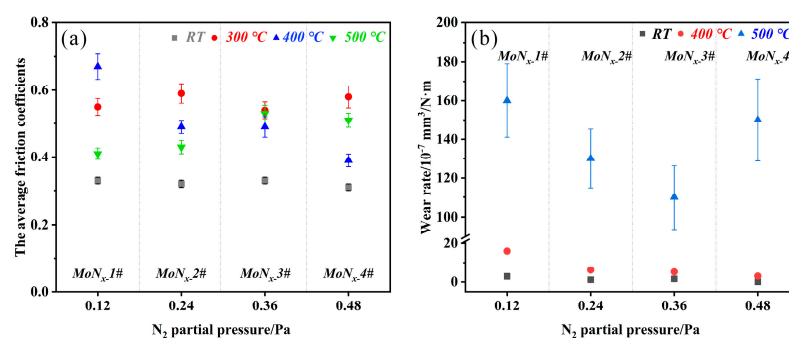 (a)
RT 300 °C 400 °C 500 °C
0.8
0.6
0.4
0.2
0.0
The average friction coefficients
MoNx-1# MoNx-2# MoNx-3# MoNx-4#
0.12 0.24 0.36 0.48
N2 partial pressure/Pa
(b)
RT 400 °C 500 °C
MoNx-1# MoNx-2# MoNx-3# MoNx-4
200
180
160
140
120
100
20
0
Wear rate/10-7 mm3/N·m
0.12 0.24 0.36 0.48
N2 partial pressure/Pa